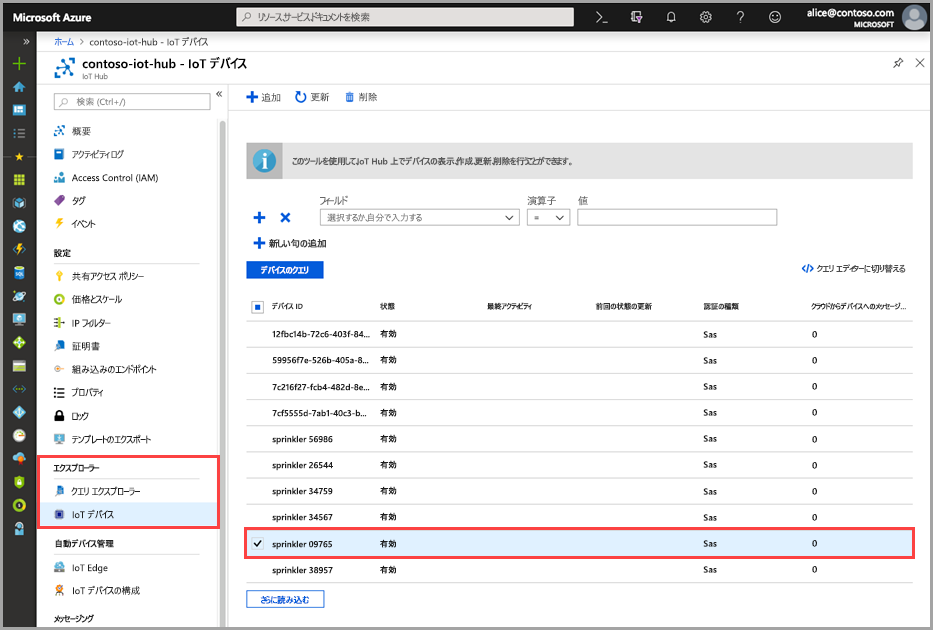 Microsoft Azure
リソースサービスドキュメントを検索
alice@contoso.com
MICROSOFT
ホーム > contoso-iot-hub - IoT デバイス
contoso-iot-hub - IoT デバイス
IoT Hub
検索 (Ctrl+/)
概要
アクティビティログ
Access Control (IAM)
タグ
イベント
設定
共有アクセス ポリシー
価格とスケール
IP フィルター
証明書
組み込みのエンドポイント
プロパティ
ロック
テンプレートのエクスポート
エクスプローラー
クエリ エクスプローラー
IoT デバイス
自動デバイス管理
IoT Edge
IoT デバイスの構成
メッセージング
追加 更新 削除
このツールを使用してIoT Hub 上でデバイスの表示.作成.更新.削除を行うことができます。
フィールド 演算子 値
選択するか,自分で入力する =
新しい句の追加
デバイスのクエリ
クエリ エディターに切り替える
デバイス ID 状態 最終アクティビティ 前回の状態の更新 認証の種類 クラウドからデバイスへのメッセージ...
12fbc14b-72c6-403f-84... 有効 Sas 0
59956f7e-526b-405a-8... 有効 Sas 0
7c216f27-fcb4-482d-8e... 有効 Sas 0
7cf5555d-7ab1-40c3-b... 有効 Sas 0
sprinkler 56986 有効 Sas 0
sprinkler 26544 有効 Sas 0
sprinkler 34759 有効 Sas 0
sprinkler 34567 有効 Sas 0
sprinkler 09765 有効 Sas 0
sprinkler 38957 有効 Sas 0
さらに読み込む